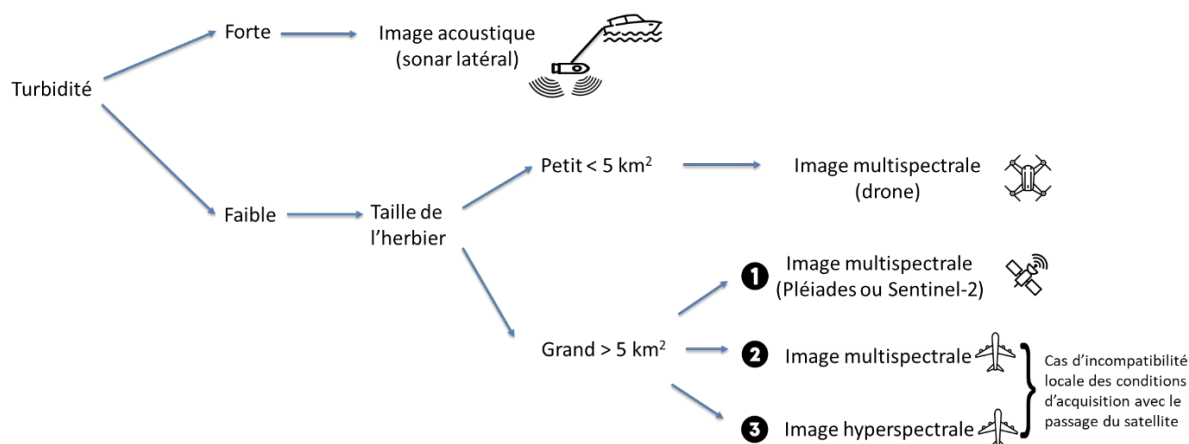 Turbidité
Forte
Image acoustique
(sonar latéral)
Faible
Taille de
l’herbier
Petit < 5 km²
Image multispectrale
(drone)
Grand > 5 km²
1 Image multispectrale
(Pléiades ou Sentinel-2)
2 Image multispectrale
3 Image hyperspectrale
Cas d’incompatibilité
locale des conditions
d’acquisition avec le
passage du satellite